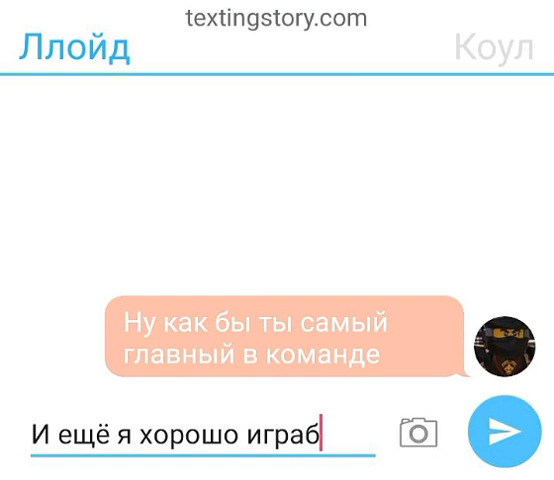 textingstory.com
Ллойд
Коул
Ну как бы ты самый
главный в команде
И ещё я хорошо играб